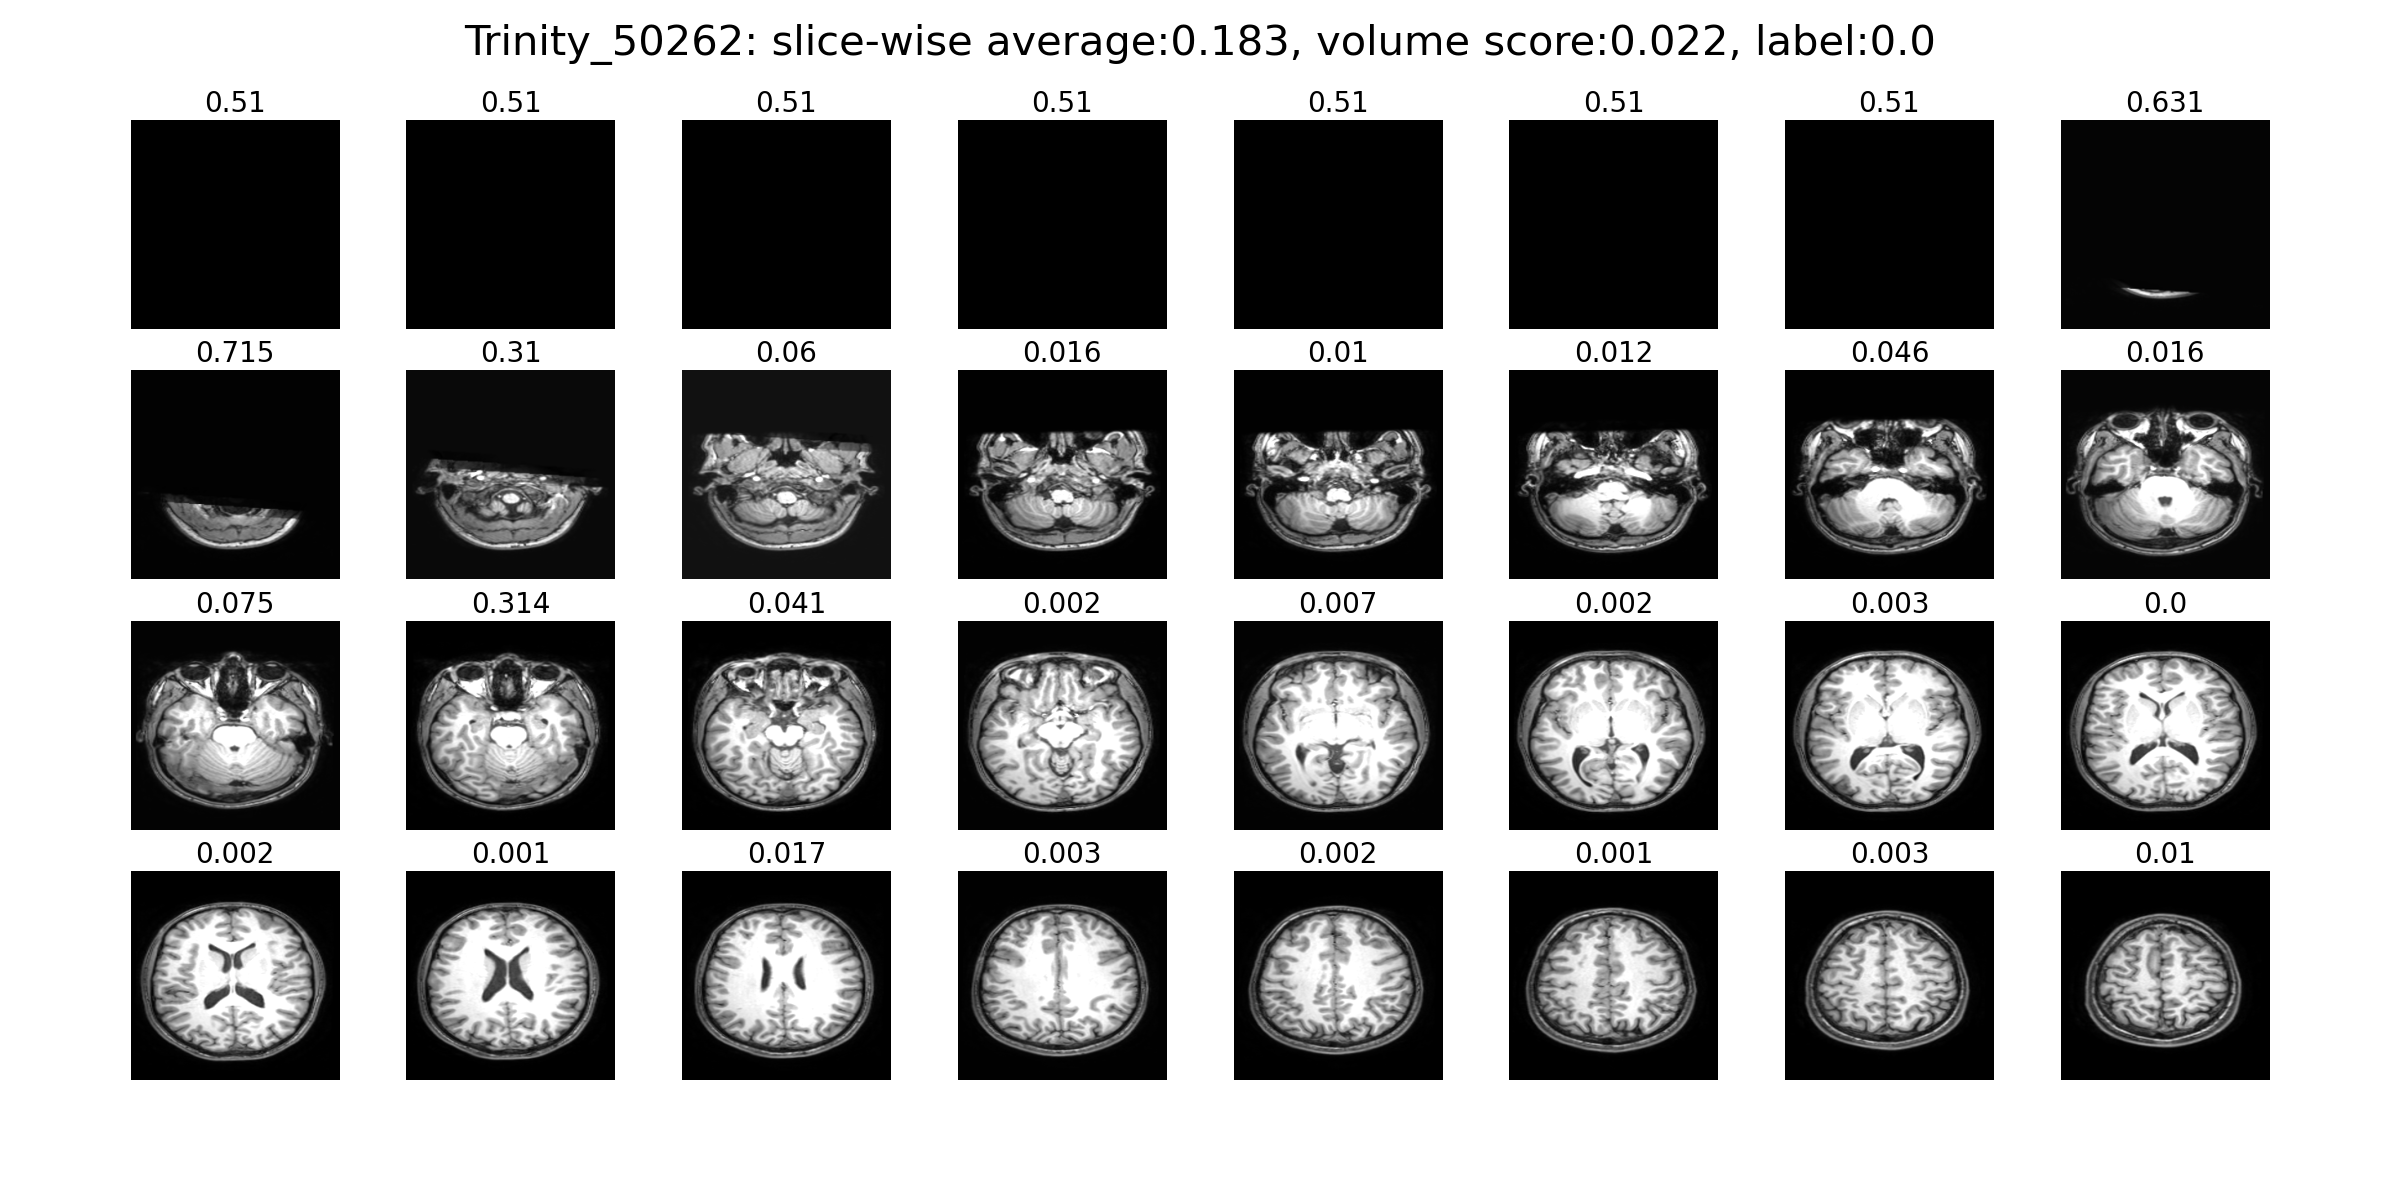 Trinity_50262: slice-wise average:0.183, volume score:0.022, label:0.0
0.51 0.51 0.51 0.51 0.51 0.51 0.51 0.631
0.715 0.31 0.06 0.016 0.01 0.012 0.046 0.016
0.075 0.314 0.041 0.002 0.007 0.002 0.003 0.0
0.002 0.001 0.017 0.003 0.002 0.001 0.003 0.01